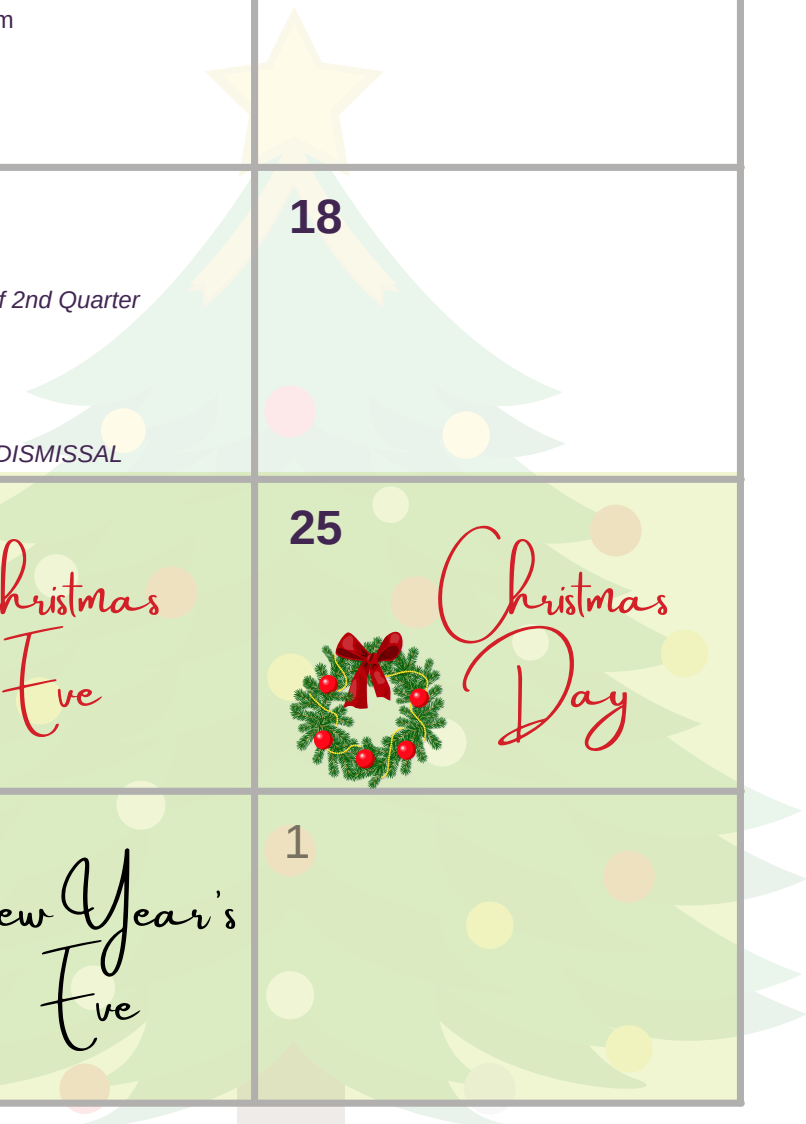 m
18
f 2nd Quarter
DISMISSAL
25
hristmas
Eve
Christmas
Day
1
ew Year's
Eve